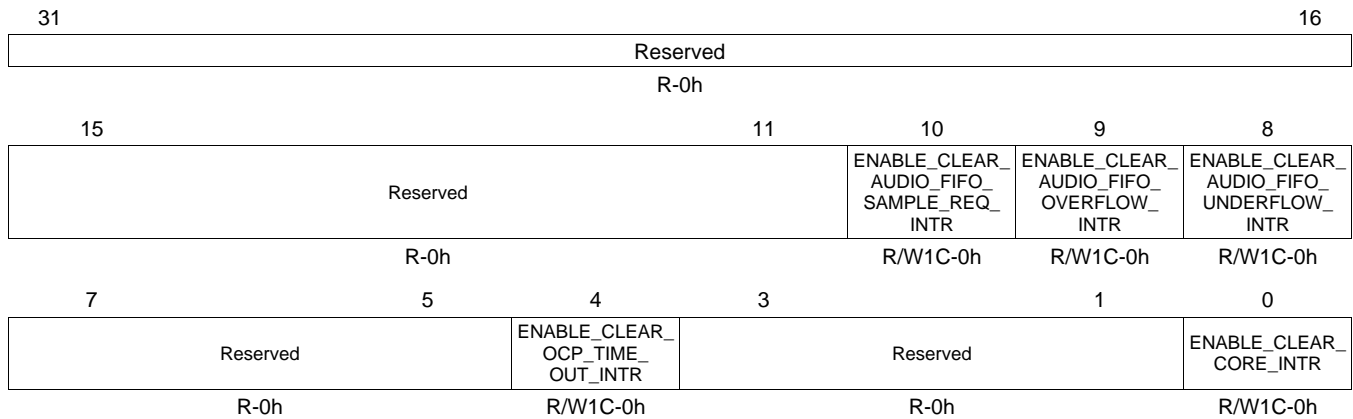 31 16
Reserved
R-0h
15 11 10 9 8
Reserved
ENABLE_CLEAR_
AUDIO_FIFO_
SAMPLE_REQ_
INTR
ENABLE_CLEAR_
AUDIO_FIFO_
OVERFLOW_
INTR
ENABLE_CLEAR_
AUDIO_FIFO_
UNDERFLOW_
INTR
R-0h R/W1C-0h R/W1C-0h R/W1C-0h
7 5 4 3 1 0
Reserved
ENABLE_CLEAR_
OCP_TIME_
OUT_INTR
Reserved
ENABLE_CLEAR_
CORE_INTR
R-0h R/W1C-0h R-0h R/W1C-0h